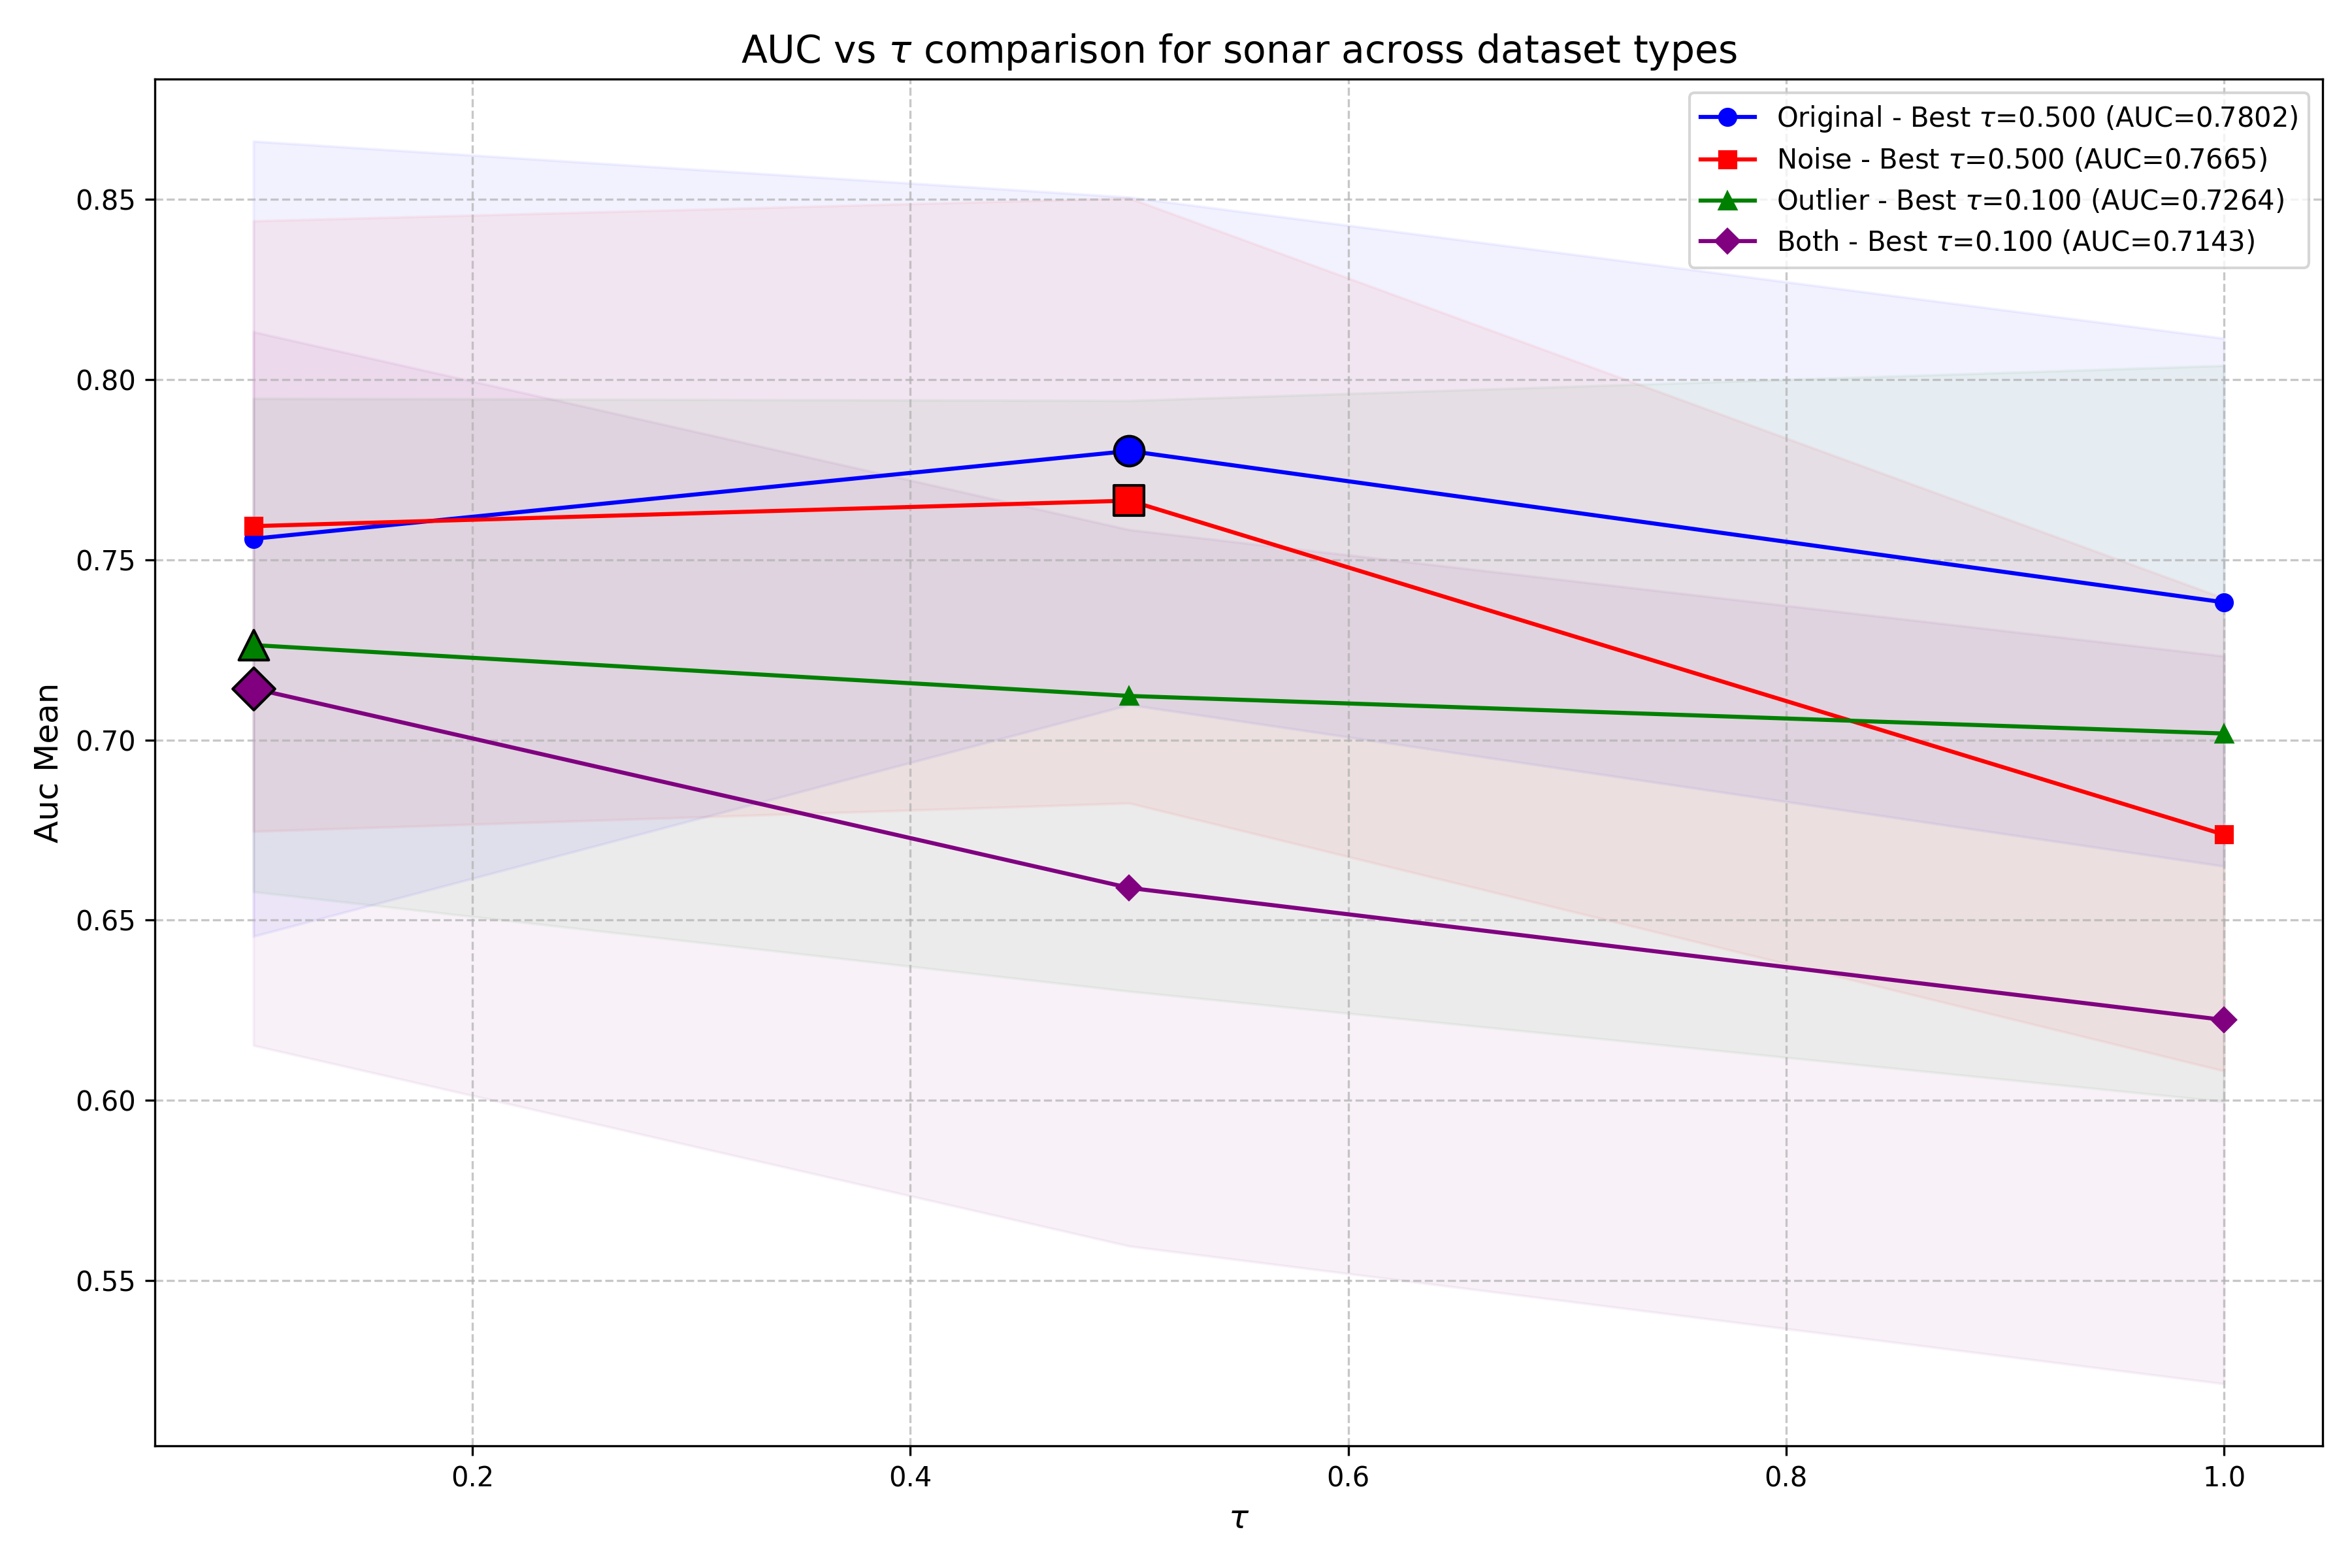 AUC vs τ comparison for sonar across dataset types
Original - Best τ=0.500 (AUC=0.7802)
Noise - Best τ=0.500 (AUC=0.7665)
Outlier - Best τ=0.100 (AUC=0.7264)
Both - Best τ=0.100 (AUC=0.7143)
Auc Mean
0.85
0.80
0.75
0.70
0.65
0.60
0.55
0.2 0.4 0.6 0.8 1.0
τ